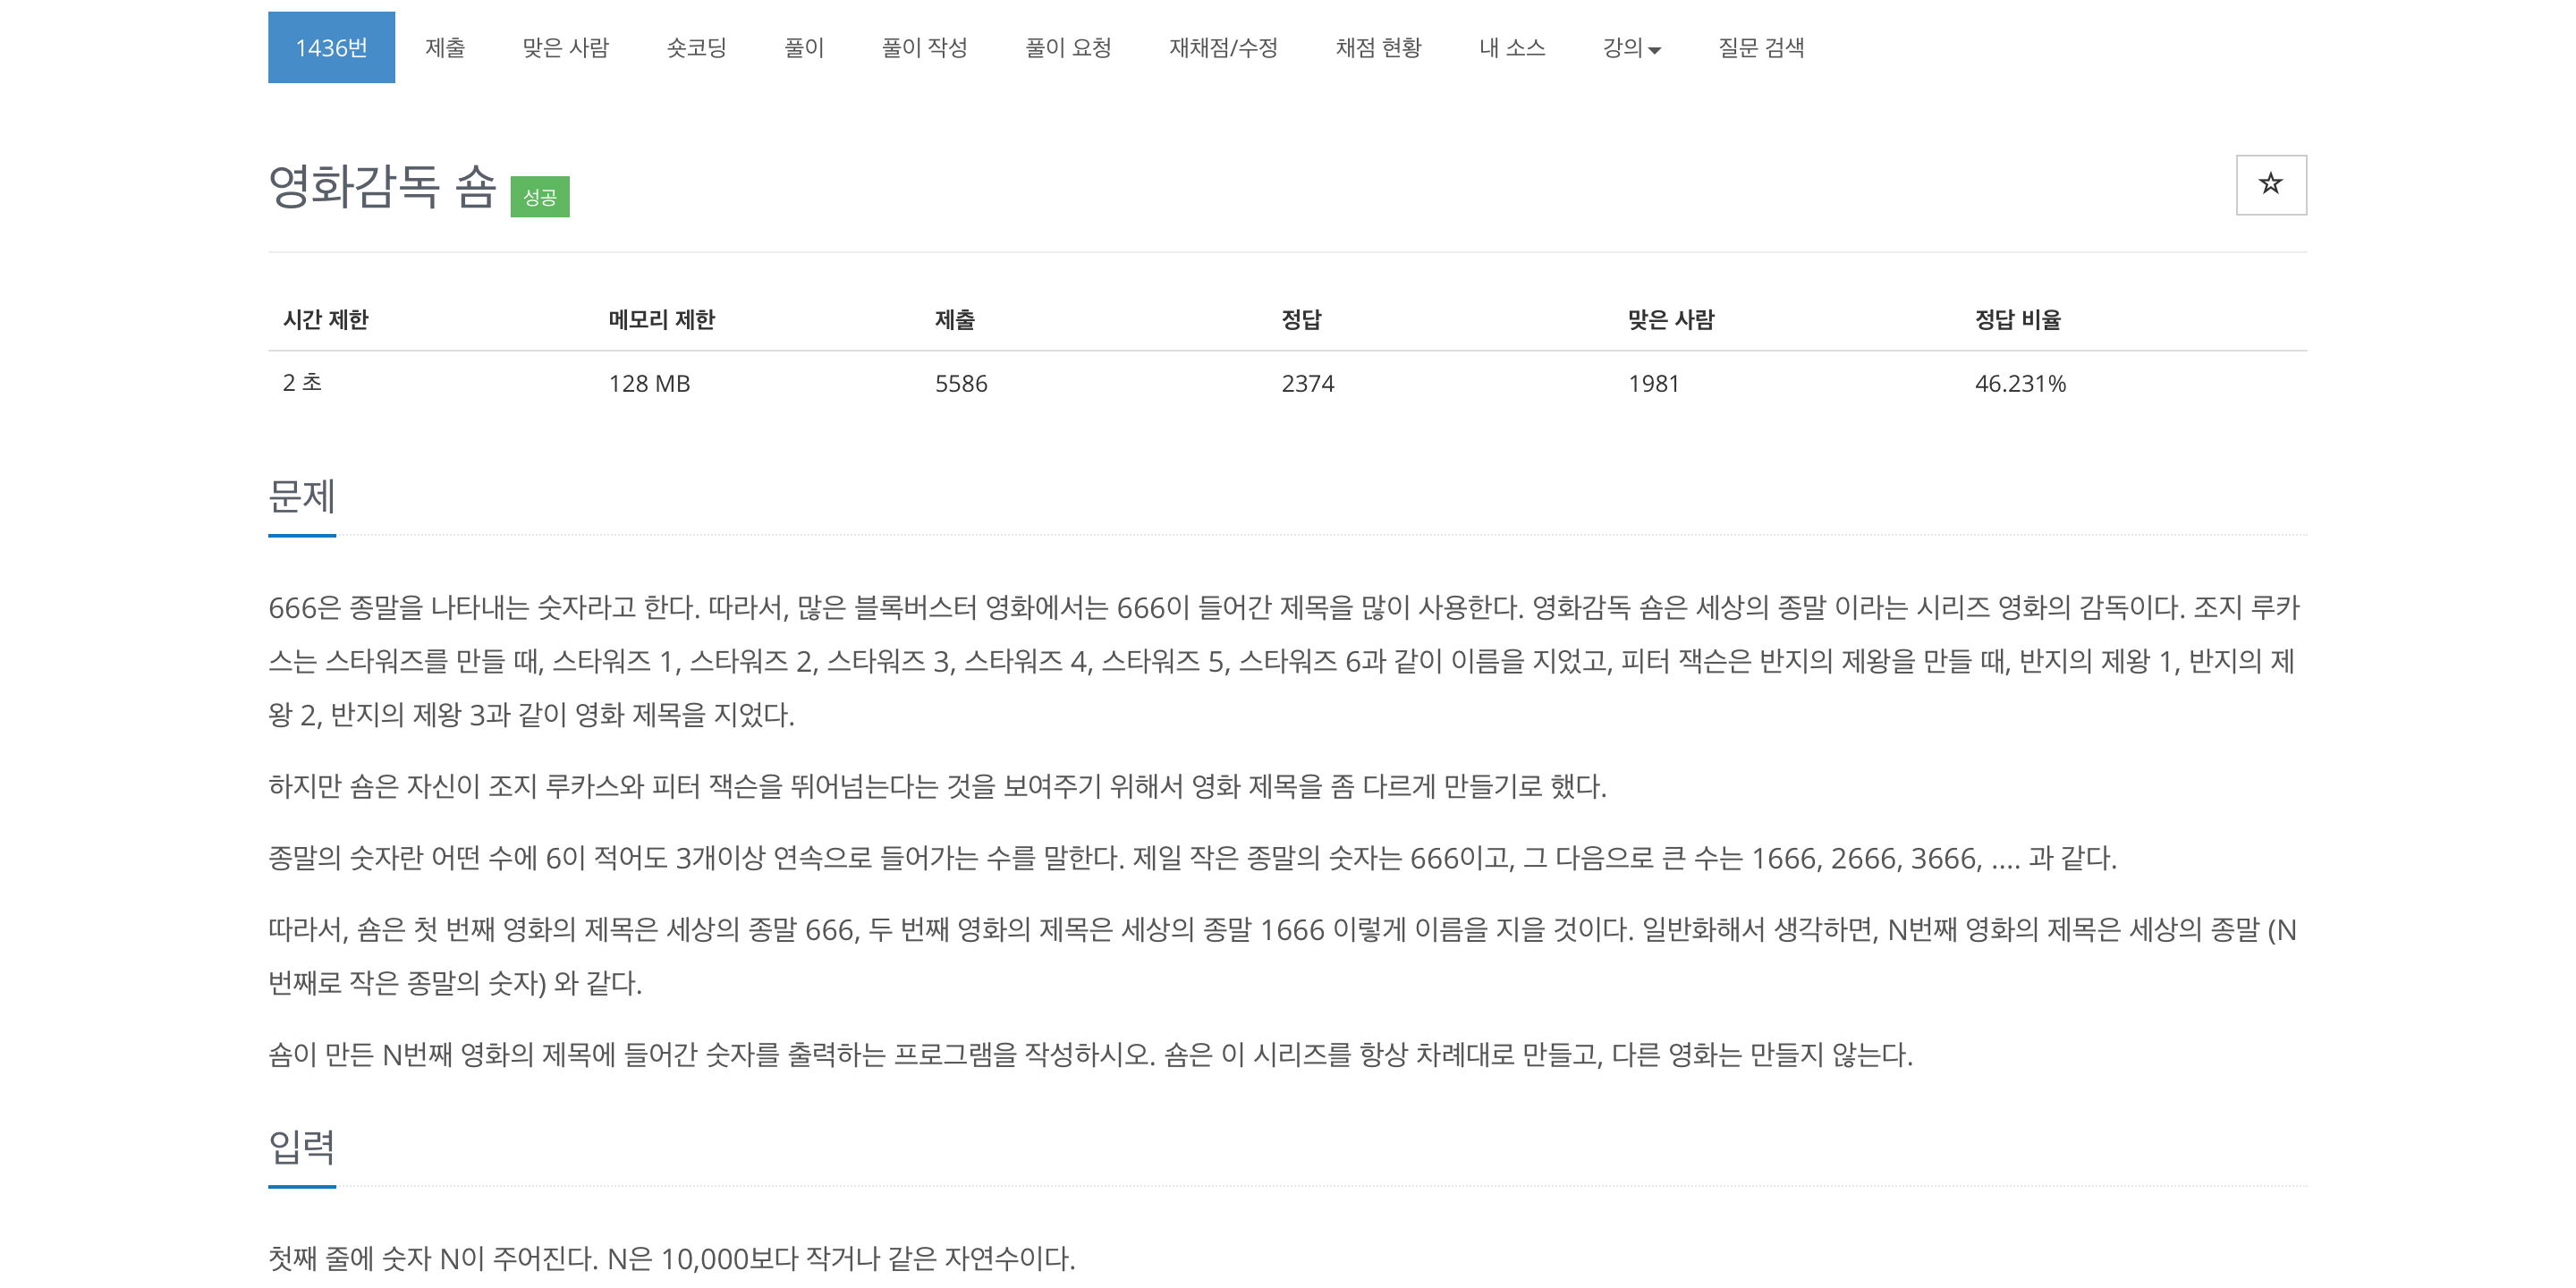 1436번 제출 맞은 사람 숏코딩 풀이 풀이 작성 풀이 요청 재채점/수정 채점 현황 내 소스 강의 질문 검색
영화감독 숌 성공
시간 제한 메모리 제한 제출 정답 맞은 사람 정답 비율
2 초 128 MB 5586 2374 1981 46.231%
문제
666은 종말을 나타내는 숫자라고 한다. 따라서, 많은 블록버스터 영화에서는 666이 들어간 제목을 많이 사용한다. 영화감독 숌은 세상의 종말 이라는 시리즈 영화의 감독이다. 조지 루카
스는 스타워즈를 만들 때, 스타워즈 1, 스타워즈 2, 스타워즈 3, 스타워즈 4, 스타워즈 5, 스타워즈 6과 같이 이름을 지었고, 피터 잭슨은 반지의 제왕을 만들 때, 반지의 제왕 1, 반지의 제
왕 2, 반지의 제왕 3과 같이 영화 제목을 지었다.
하지만 숌은 자신이 조지 루카스와 피터 잭슨을 뛰어넘는다는 것을 보여주기 위해서 영화 제목을 좀 다르게 만들기로 했다.
종말의 숫자란 어떤 수에 6이 적어도 3개이상 연속으로 들어가는 수를 말한다. 제일 작은 종말의 숫자는 666이고, 그 다음으로 큰 수는 1666, 2666, 3666, .... 과 같다.
따라서, 숌은 첫 번째 영화의 제목은 세상의 종말 666, 두 번째 영화의 제목은 세상의 종말 1666 이렇게 이름을 지을 것이다. 일반화해서 생각하면, N번째 영화의 제목은 세상의 종말 (N
번째로 작은 종말의 숫자) 와 같다.
숌이 만든 N번째 영화의 제목에 들어간 숫자를 출력하는 프로그램을 작성하시오. 숌은 이 시리즈를 항상 차례대로 만들고, 다른 영화는 만들지 않는다.
입력
첫째 줄에 숫자 N이 주어진다. N은 10,000보다 작거나 같은 자연수이다.